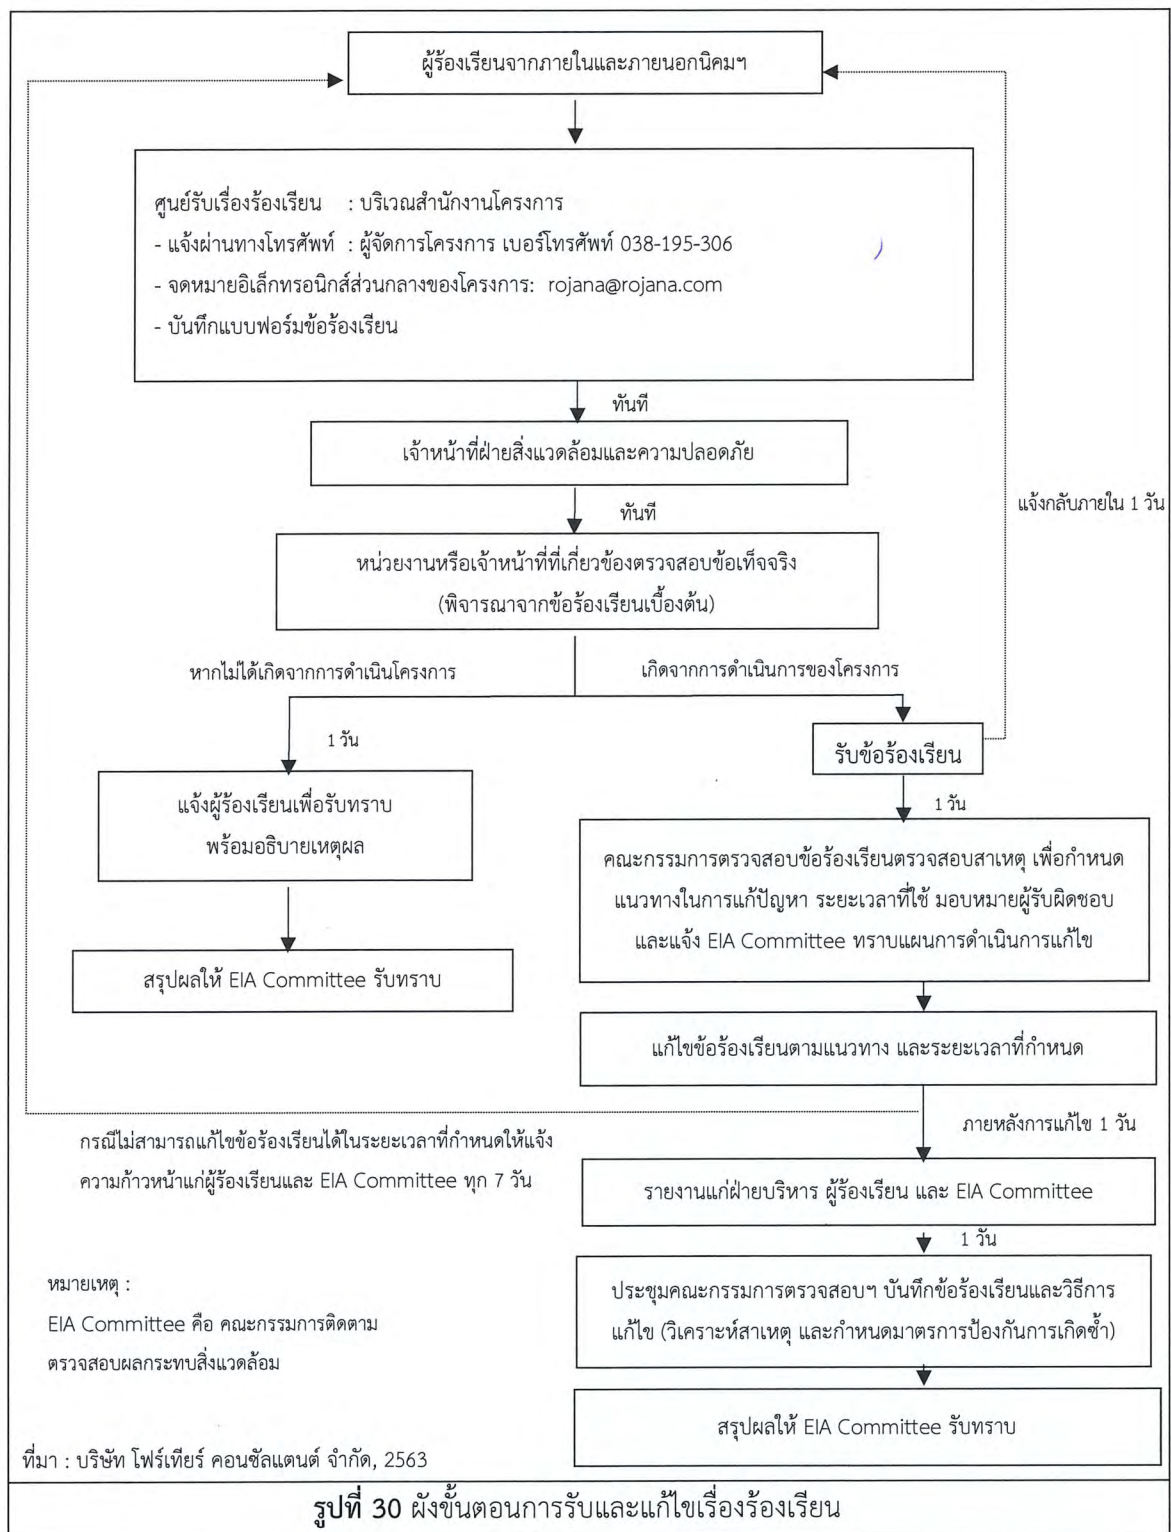 ผู้ร้องเรียนจากภายในและภายนอกนิคมฯ
ศูนย์รับเรื่องร้องเรียน : บริเวณสำนักงานโครงการ
- แจ้งผ่านทางโทรศัพท์ : ผู้จัดการโครงการ เบอร์โทรศัพท์ 038-195-306
- จดหมายอิเล็กทรอนิกส์ส่วนกลางของโครงการ: rojana@rojana.com
- บันทึกแบบฟอร์มข้อร้องเรียน
ทันที
เจ้าหน้าที่ฝ่ายสิ่งแวดล้อมและความปลอดภัย
แจ้งกลับภายใน 1 วัน
ทันที
หน่วยงานหรือเจ้าหน้าที่ที่เกี่ยวข้องตรวจสอบข้อเท็จจริง
(พิจารณาจากข้อร้องเรียนเบื้องต้น)
หากไม่ได้เกิดจากการดำเนินโครงการ
เกิดจากการดำเนินการของโครงการ
1 วัน
แจ้งผู้ร้องเรียนเพื่อรับทราบ
พร้อมอธิบายเหตุผล
สรุปผลให้ EIA Committee รับทราบ
รับข้อร้องเรียน
1 วัน
คณะกรรมการตรวจสอบข้อร้องเรียนตรวจสอบสาเหตุ เพื่อกำหนด
แนวทางในการแก้ปัญหา ระยะเวลาที่ใช้ มอบหมายผู้รับผิดชอบ
และแจ้ง EIA Committee ทราบแผนการดำเนินการแก้ไข
แก้ไขข้อร้องเรียนตามแนวทาง และระยะเวลาที่กำหนด
กรณีไม่สามารถแก้ไขข้อร้องเรียนได้ในระยะเวลาที่กำหนดให้แจ้ง
ความก้าวหน้าแก่ผู้ร้องเรียนและ EIA Committee ทุก 7 วัน
ภายหลังการแก้ไข 1 วัน
รายงานแก่ฝ่ายบริหาร ผู้ร้องเรียน และ EIA Committee
1 วัน
ประชุมคณะกรรมการตรวจสอบฯ บันทึกข้อร้องเรียนและวิธีการ
แก้ไข (วิเคราะห์สาเหตุ และกำหนดมาตรการป้องกันการเกิดซ้ำ)
สรุปผลให้ EIA Committee รับทราบ
หมายเหตุ :
EIA Committee คือ คณะกรรมการติดตาม
ตรวจสอบผลกระทบสิ่งแวดล้อม
ที่มา : บริษัท โฟร์เทียร์ คอนซัลแตนต์ จำกัด, 2563
รูปที่ 30 ผังขั้นตอนการรับและแก้ไขเรื่องร้องเรียน